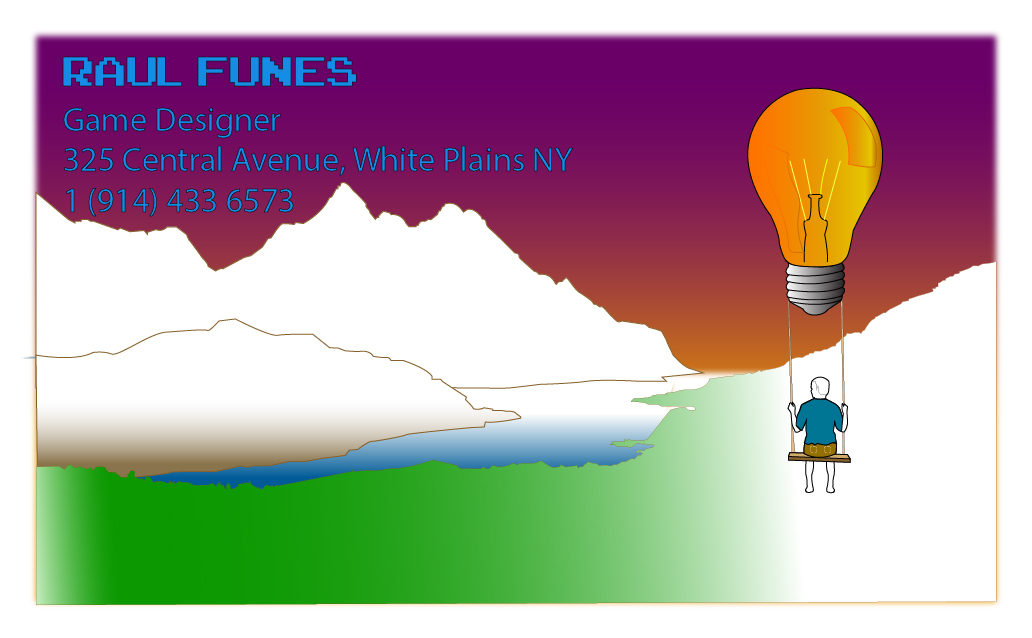 RAUL FUNES
Game Designer
325 Central Avenue, White Plains NY
1 (914) 433 6573